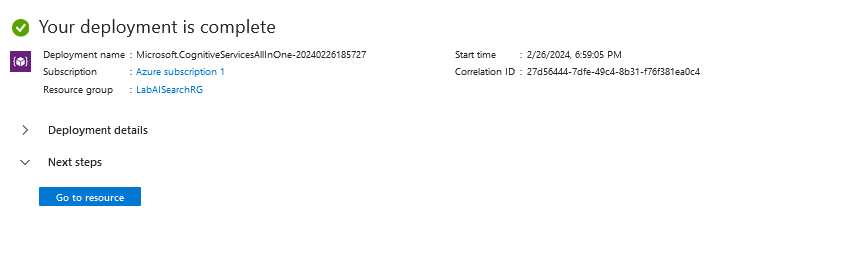 Your deployment is complete
Deployment name : Microsoft.CognitiveServicesAllInOne-20240226185727
Subscription : Azure subscription 1
Resource group : LabAISearchRG
Start time : 2/26/2024, 6:59:05 PM
Correlation ID : 27d56444-7dfe-49c4-8b31-f76f381ea0c4
Deployment details
Next steps
Go to resource